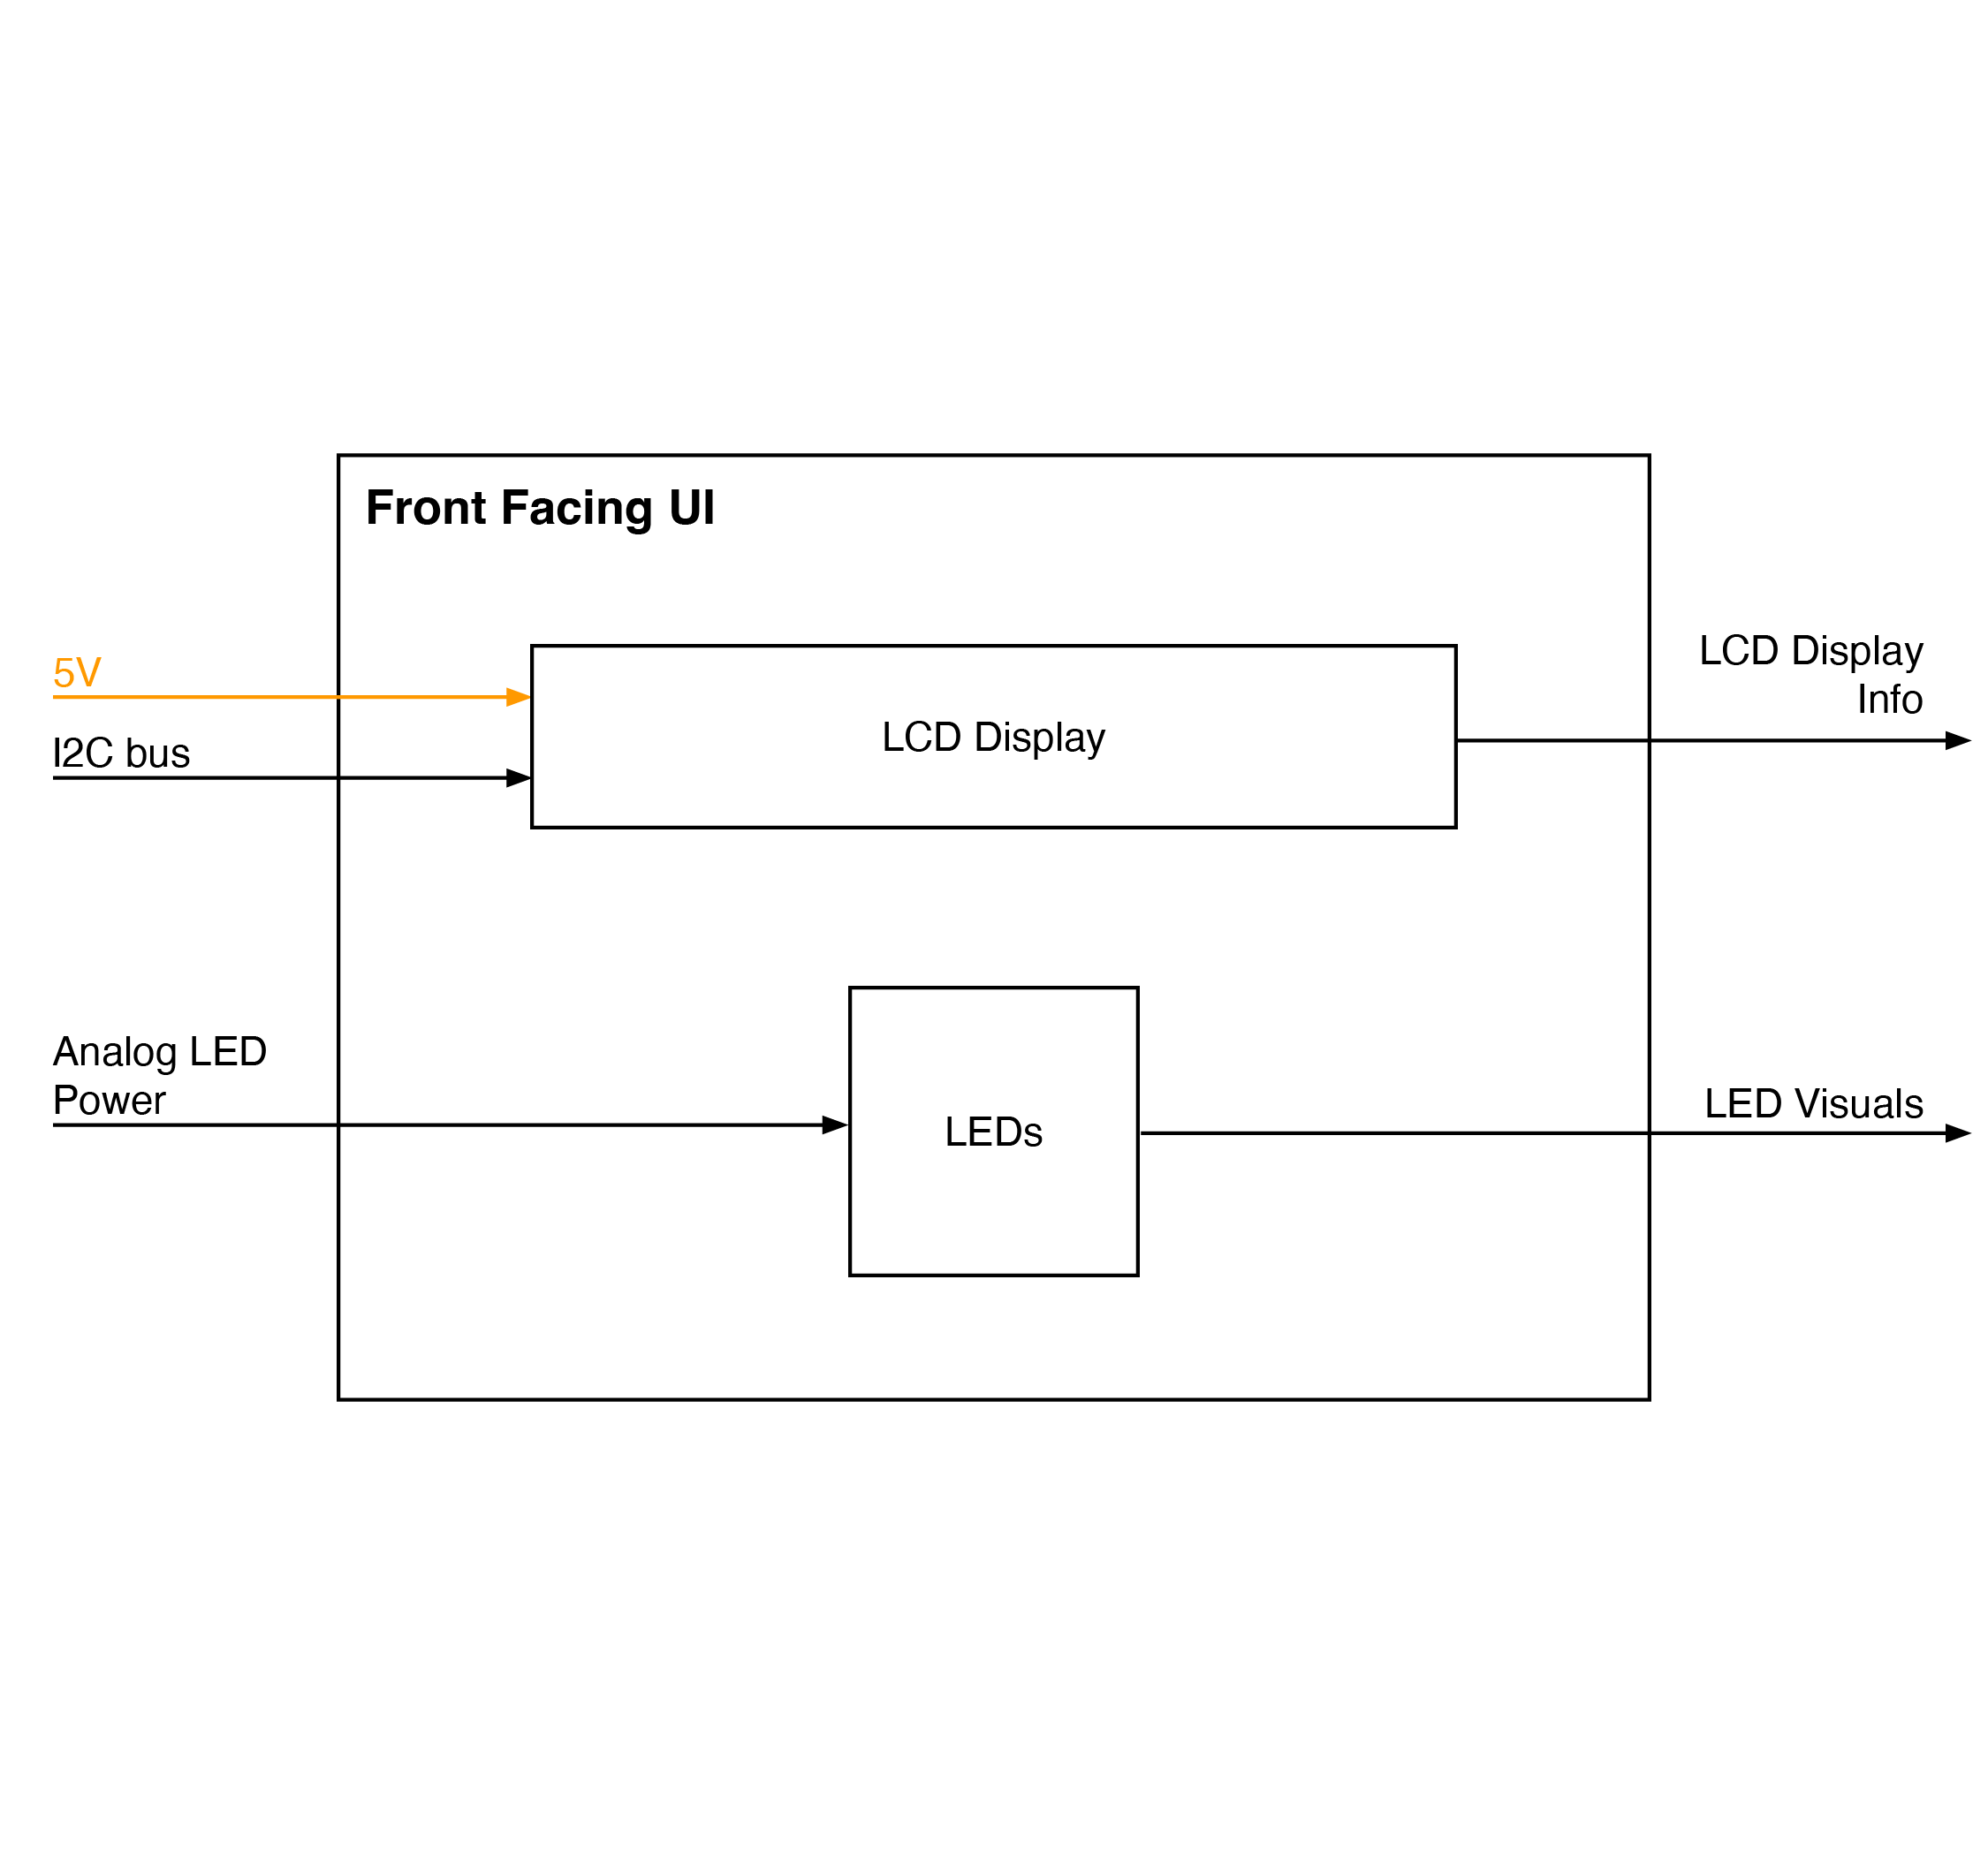 Front Facing UI
5V
I2C bus
LCD Display
LCD Display
Info
Analog LED
Power
LEDs
LED Visuals